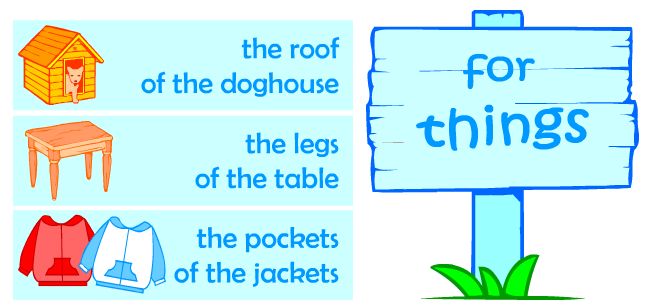 the roof
of the doghouse
the legs
of the table
the pockets
of the jackets
for
things